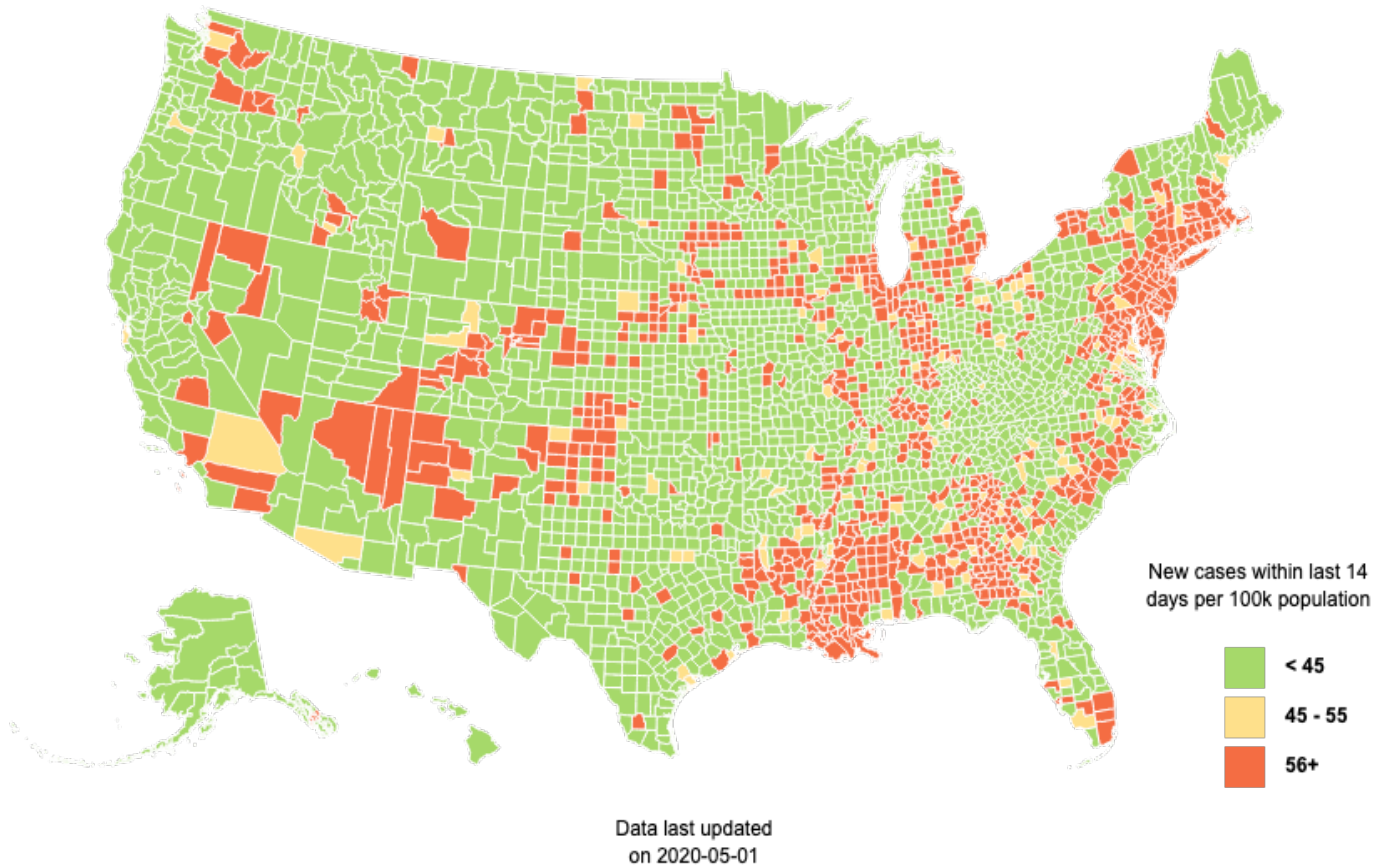 New cases within last 14
days per 100k population
< 45
45 - 55
56+
Data last updated
on 2020-05-01